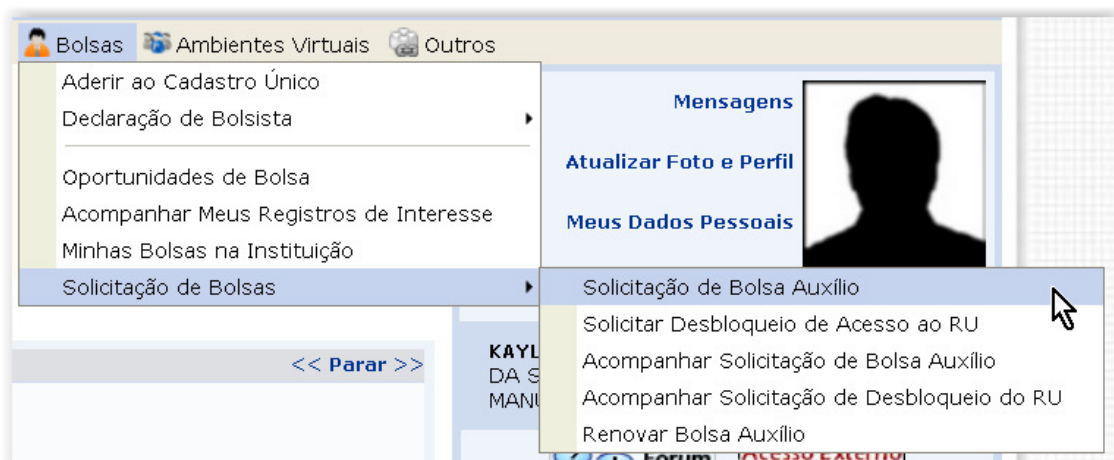 Bolsas Ambientes Virtuais Outros
Aderir ao Cadastro Único
Declaração de Bolsista
Oportunidades de Bolsa
Acompanhar Meus Registros de Interesse
Minhas Bolsas na Instituição
Solicitação de Bolsas
Mensagens
Atualizar Foto e Perfil
Meus Dados Pessoais
Solicitação de Bolsa Auxílio
Solicitar Desbloqueio de Acesso ao RU
Acompanhar Solicitação de Bolsa Auxílio
Acompanhar Solicitação de Desbloqueio do RU
Renovar Bolsa Auxílio
<< Parar >>
KAYL
DA S
MANU
Forum Acesso Externo